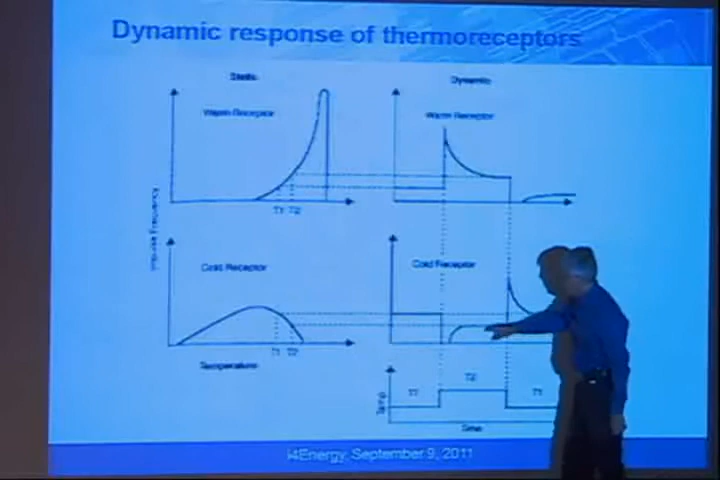 Dynamic response of thermoreceptors
Static
Dynamic
Warm Receptor
Warm Receptor
T1 T2
Impulse Frequency
Cold Receptor
Cold Receptor
T1 T2
Temperature
Temp
T1
T2
T1
Time
i4Energy, September 9, 2011